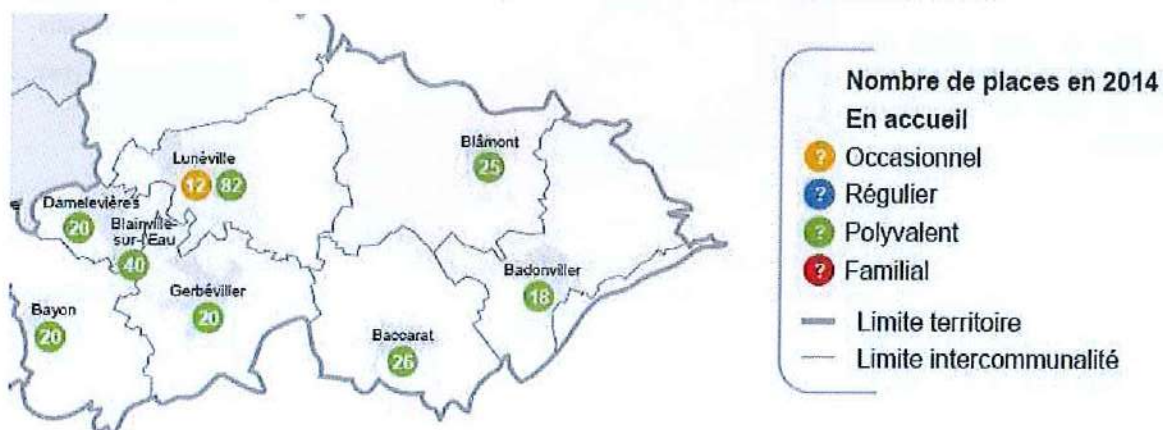 Lunéville
12 82
Blâmont
25
Damelevières
20
Blainville-
sur-l'Eau
40
Gerbéviller
20
Bayon
20
Badonviller
18
Baccarat
26
Nombre de places en 2014
En accueil
? Occasionnel
? Régulier
? Polyvalent
? Familial
Limite territoire
Limite intercommunalité